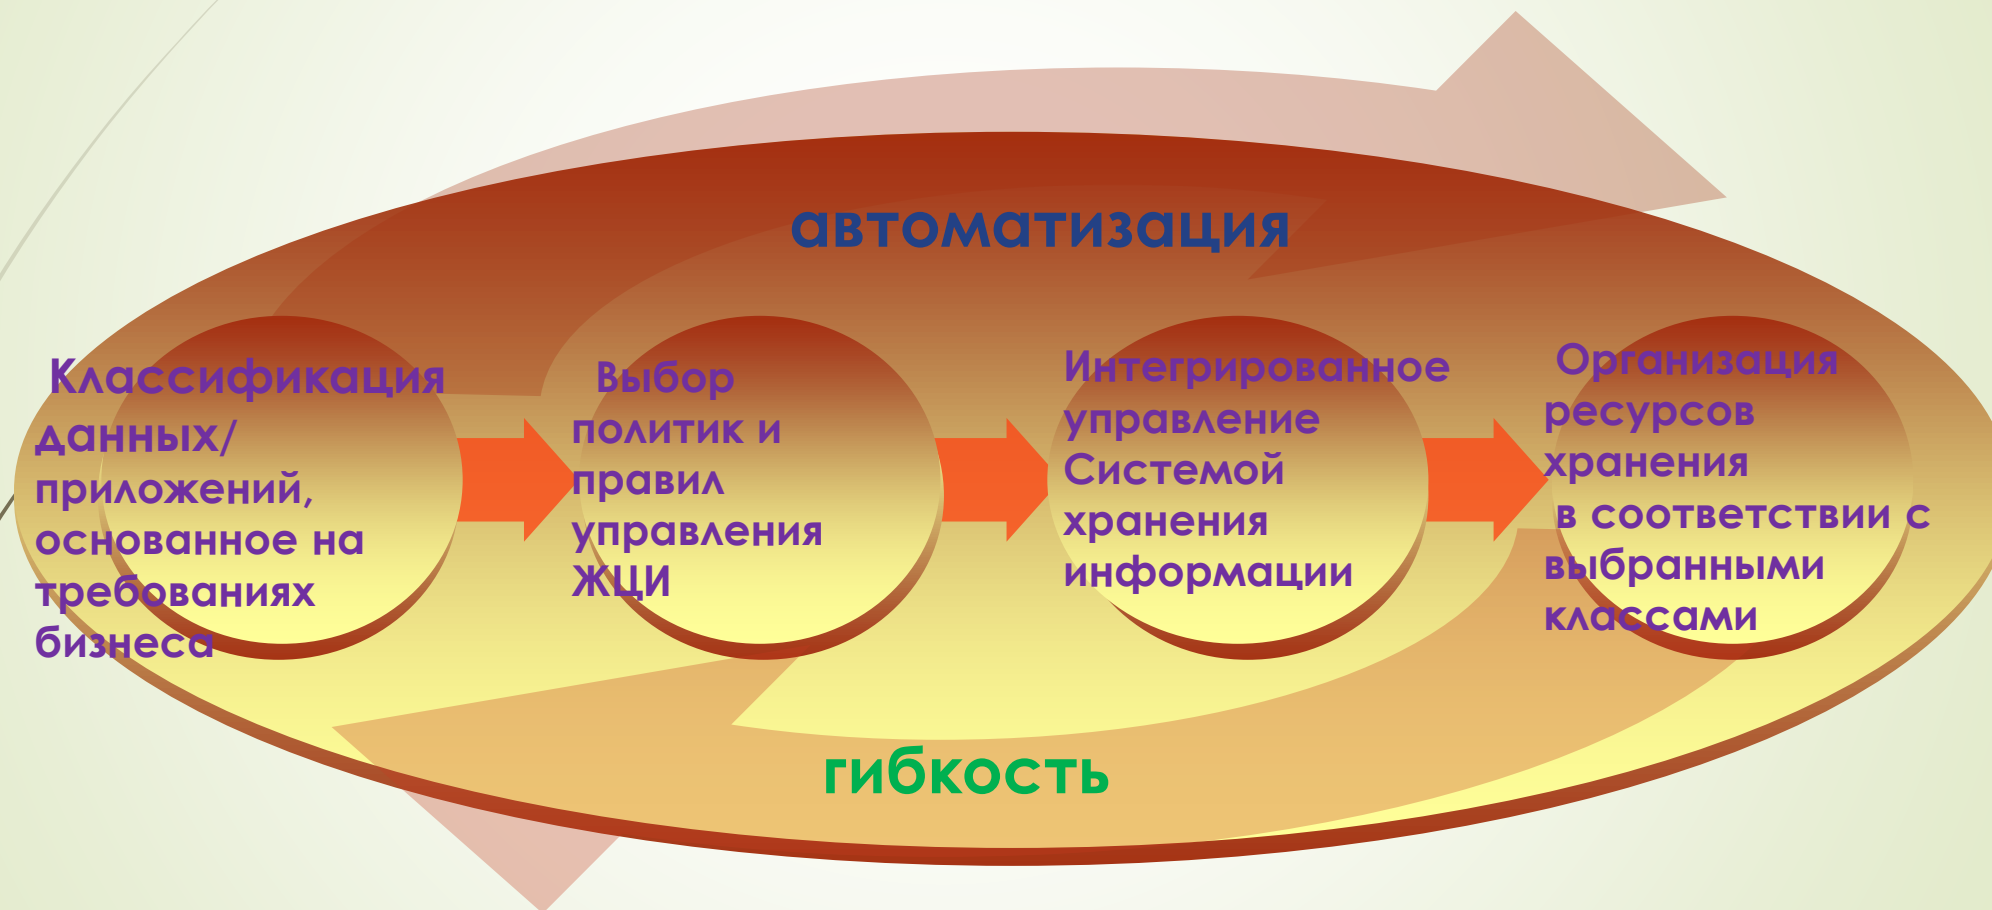 автоматизация
Классификация
данных/
приложений,
основанное на
требованиях
бизнеса
Выбор
политик и
правил
управления
ЖЦИ
Интегрированное
управление
Системой
хранения
информации
Организация
ресурсов
хранения
в соответствии с
выбранными
классами
гибкость